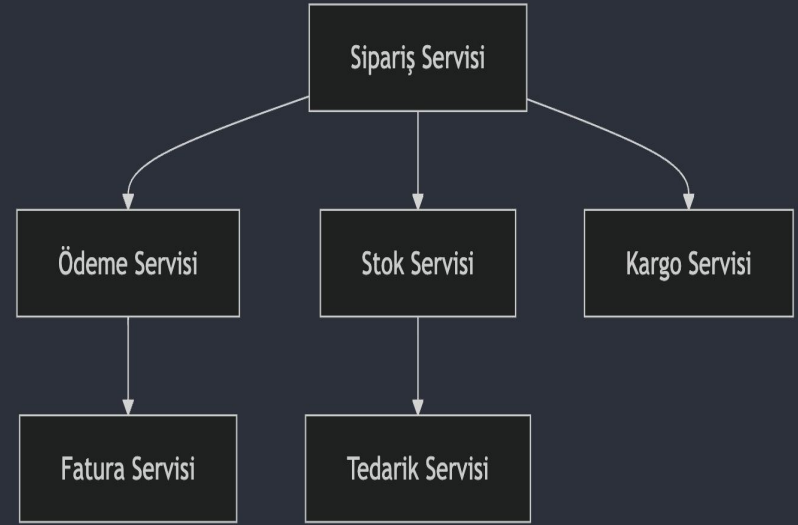 Sipariş Servisi
Ödeme Servisi
Stok Servisi
Kargo Servisi
Fatura Servisi
Tedarik Servisi